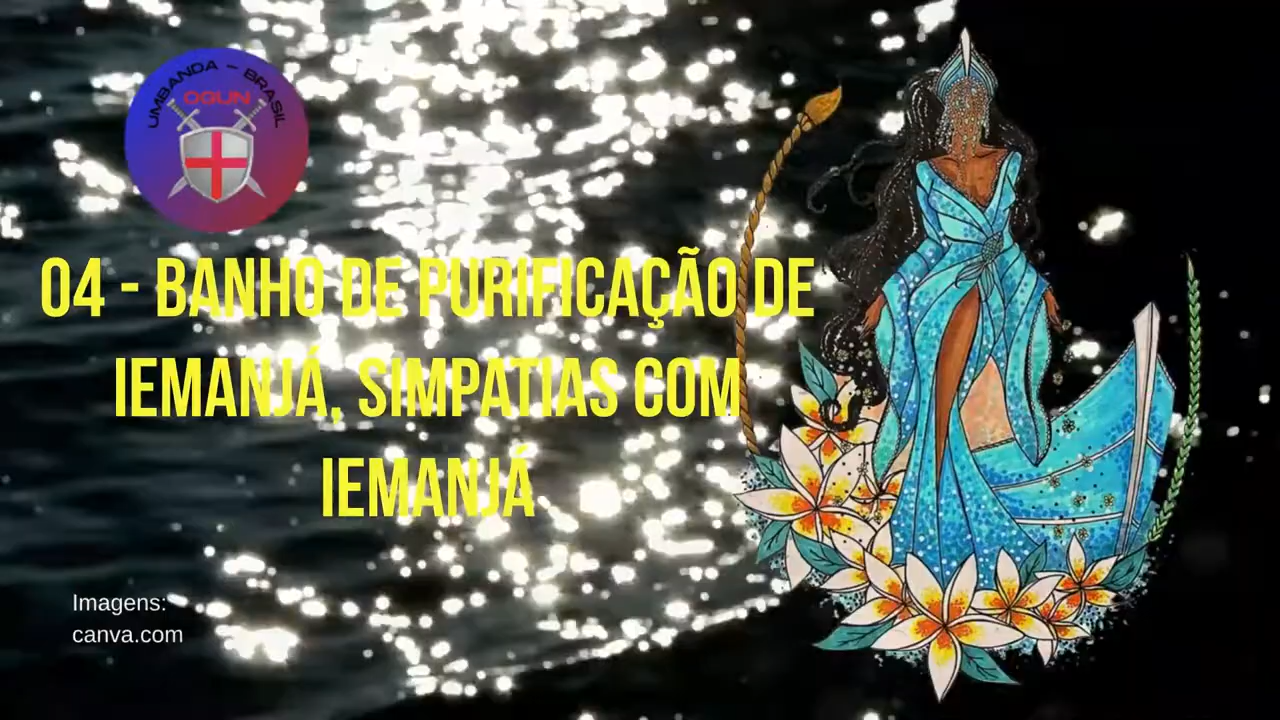 UMBANDA – BRASIL
OGUN
04 - BANHO DE PURIFICAÇÃO DE
IEMANJÁ, SIMPATIAS COM
IEMANJÁ
Imagens:
canva.com